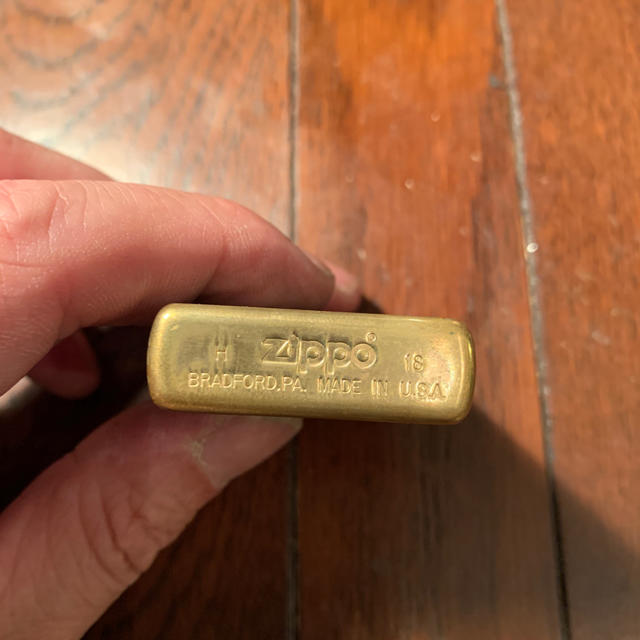 H Zippo® 18
BRADFORD,PA. MADE IN U.S.A.